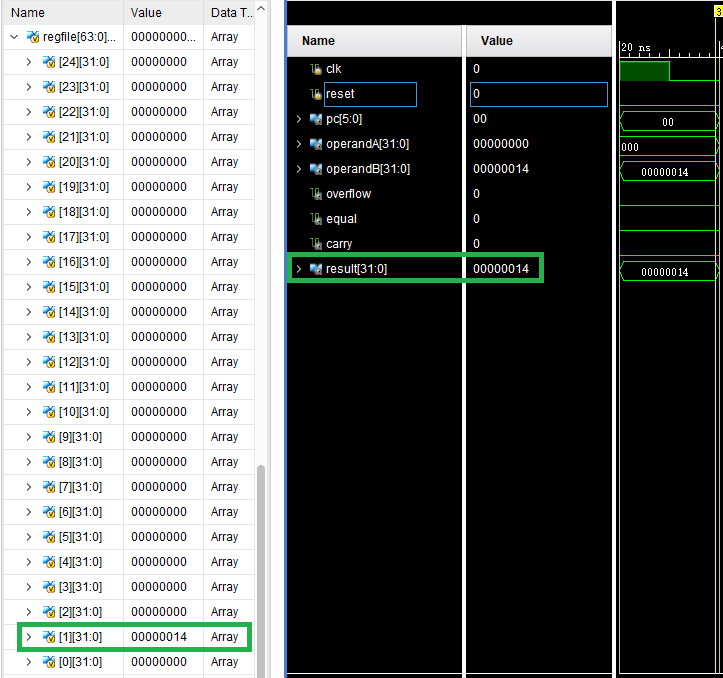 Name Value Data T...
regfile[63:0]... 00000000... Array
[24][31:0] 00000000 Array
[23][31:0] 00000000 Array
[22][31:0] 00000000 Array
[21][31:0] 00000000 Array
[20][31:0] 00000000 Array
[19][31:0] 00000000 Array
[18][31:0] 00000000 Array
[17][31:0] 00000000 Array
[16][31:0] 00000000 Array
[15][31:0] 00000000 Array
[14][31:0] 00000000 Array
[13][31:0] 00000000 Array
[12][31:0] 00000000 Array
[11][31:0] 00000000 Array
[10][31:0] 00000000 Array
[9][31:0] 00000000 Array
[8][31:0] 00000000 Array
[7][31:0] 00000000 Array
[6][31:0] 00000000 Array
[5][31:0] 00000000 Array
[4][31:0] 00000000 Array
[3][31:0] 00000000 Array
[2][31:0] 00000000 Array
[1][31:0] 00000014 Array
[0][31:0] 00000000 Array
Name Value
clk 0
reset 0
pc[5:0] 00
operandA[31:0] 00000000
operandB[31:0] 00000014
overflow 0
equal 0
carry 0
result[31:0] 00000014
3
20 ns
00
000
00000014
00000014